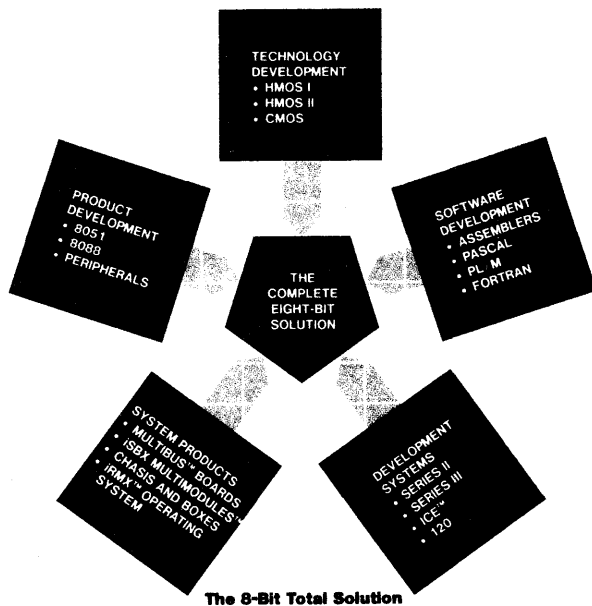 TECHNOLOGY
DEVELOPMENT
• HMOS I
• HMOS II
• CMOS
PRODUCT
DEVELOPMENT
• 8051
• 8088
• PERIPHERALS
SOFTWARE
DEVELOPMENT
• ASSEMBLERS
• PASCAL
• PL/M
• FORTRAN
THE
COMPLETE
EIGHT-BIT
SOLUTION
SYSTEM PRODUCTS
• MULTIBUS™ BOARDS
• iSBX MULTIMODULES™
• CHASIS AND BOXES
• iRMX™ OPERATING
SYSTEM
DEVELOPMENT
SYSTEMS
• SERIES II
• SERIES III
• ICE™
• 120
The 8-Bit Total Solution